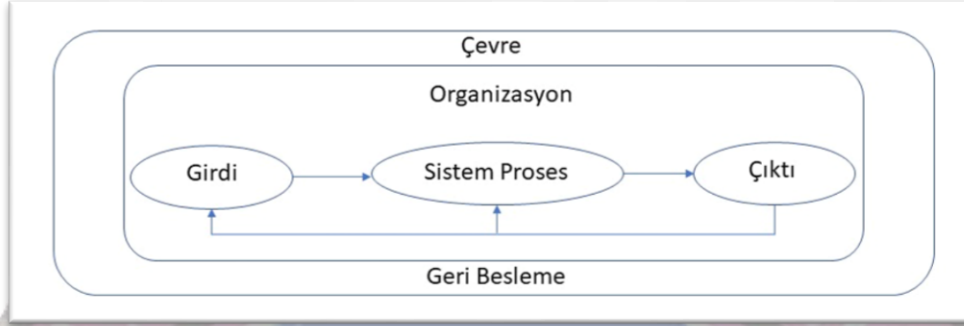 Çevre
Organizasyon
Girdi
Sistem Proses
Çıktı
Geri Besleme